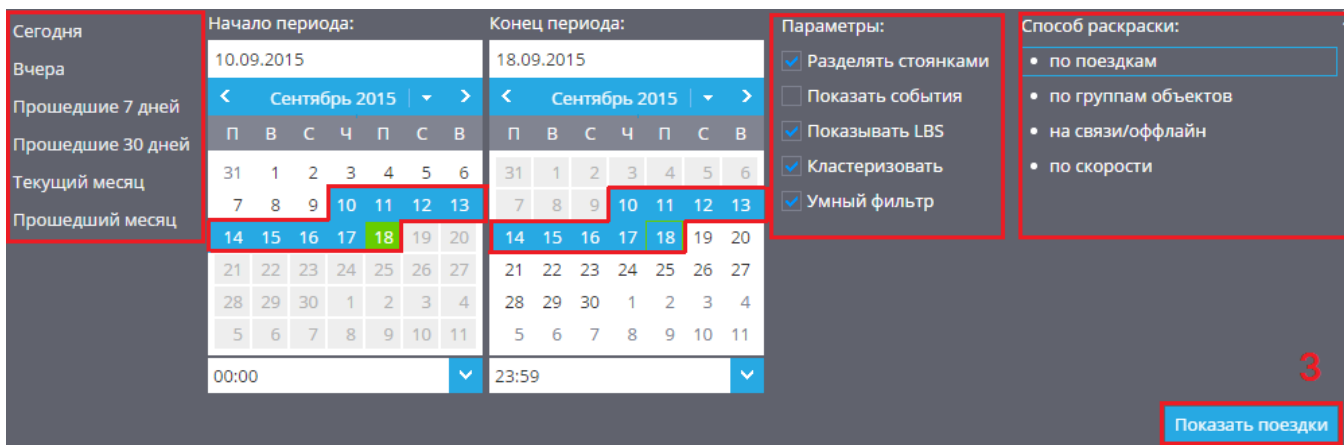 Сегодня
Вчера
Прошедшие 7 дней
Прошедшие 30 дней
Текущий месяц
Прошедший месяц
Начало периода:
10.09.2015
Сентябрь 2015
П В С Ч П С В
31 1 2 3 4 5 6
7 8 9 10 11 12 13
14 15 16 17 18 19 20
21 22 23 24 25 26 27
28 29 30 1 2 3 4
5 6 7 8 9 10 11
00:00
Конец периода:
18.09.2015
Сентябрь 2015
П В С Ч П С В
31 1 2 3 4 5 6
7 8 9 10 11 12 13
14 15 16 17 18 19 20
21 22 23 24 25 26 27
28 29 30 1 2 3 4
5 6 7 8 9 10 11
23:59
Параметры:
Разделять стоянками
Показать события
Показывать LBS
Кластеризовать
Умный фильтр
Способ раскраски:
• по поездкам
• по группам объектов
• на связи/оффлайн
• по скорости
3
Показать поездки